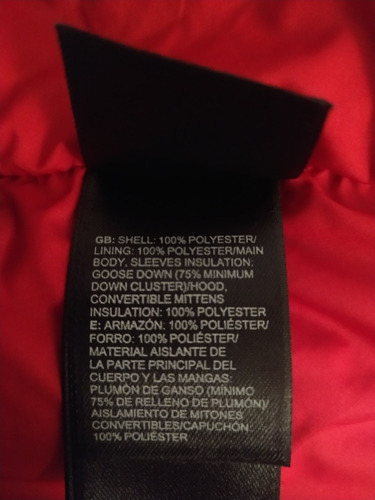 GB: SHELL: 100% POLYESTER/
LINING: 100% POLYESTER/MAIN
BODY, SLEEVES INSULATION:
GOOSE DOWN (75% MINIMUM
DOWN CLUSTER)/HOOD,
CONVERTIBLE MITTENS
INSULATION: 100% POLYESTER
E: ARMAZÓN: 100% POLIÉSTER/
FORRO: 100% POLIÉSTER/
MATERIAL AISLANTE DE
LA PARTE PRINCIPAL DEL
CUERPO Y LAS MANGAS:
PLUMÓN DE GANSO (MÍNIMO
75% DE RELLENO DE PLUMÓN)/
AISLAMIENTO DE MITONES
CONVERTIBLES/CAPUCHÓN:
100% POLIÉSTER